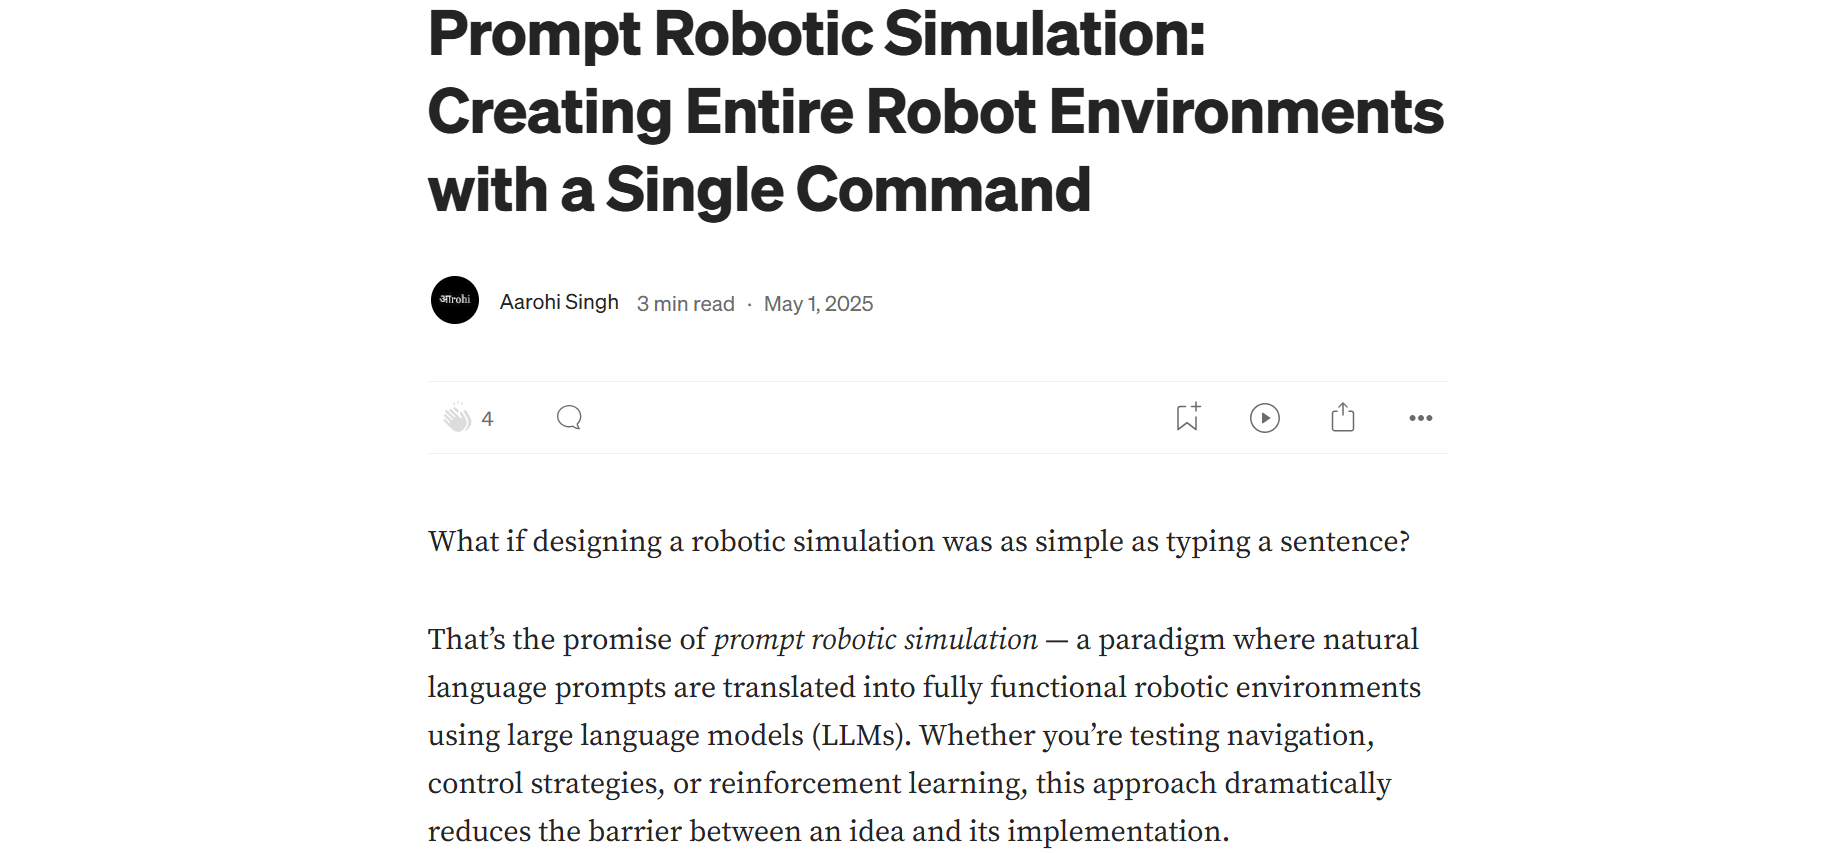 Prompt Robotic Simulation:
Creating Entire Robot Environments
with a Single Command
आrohi
Aarohi Singh 3 min read · May 1, 2025
4
What if designing a robotic simulation was as simple as typing a sentence?
That’s the promise of prompt robotic simulation — a paradigm where natural
language prompts are translated into fully functional robotic environments
using large language models (LLMs). Whether you’re testing navigation,
control strategies, or reinforcement learning, this approach dramatically
reduces the barrier between an idea and its implementation.